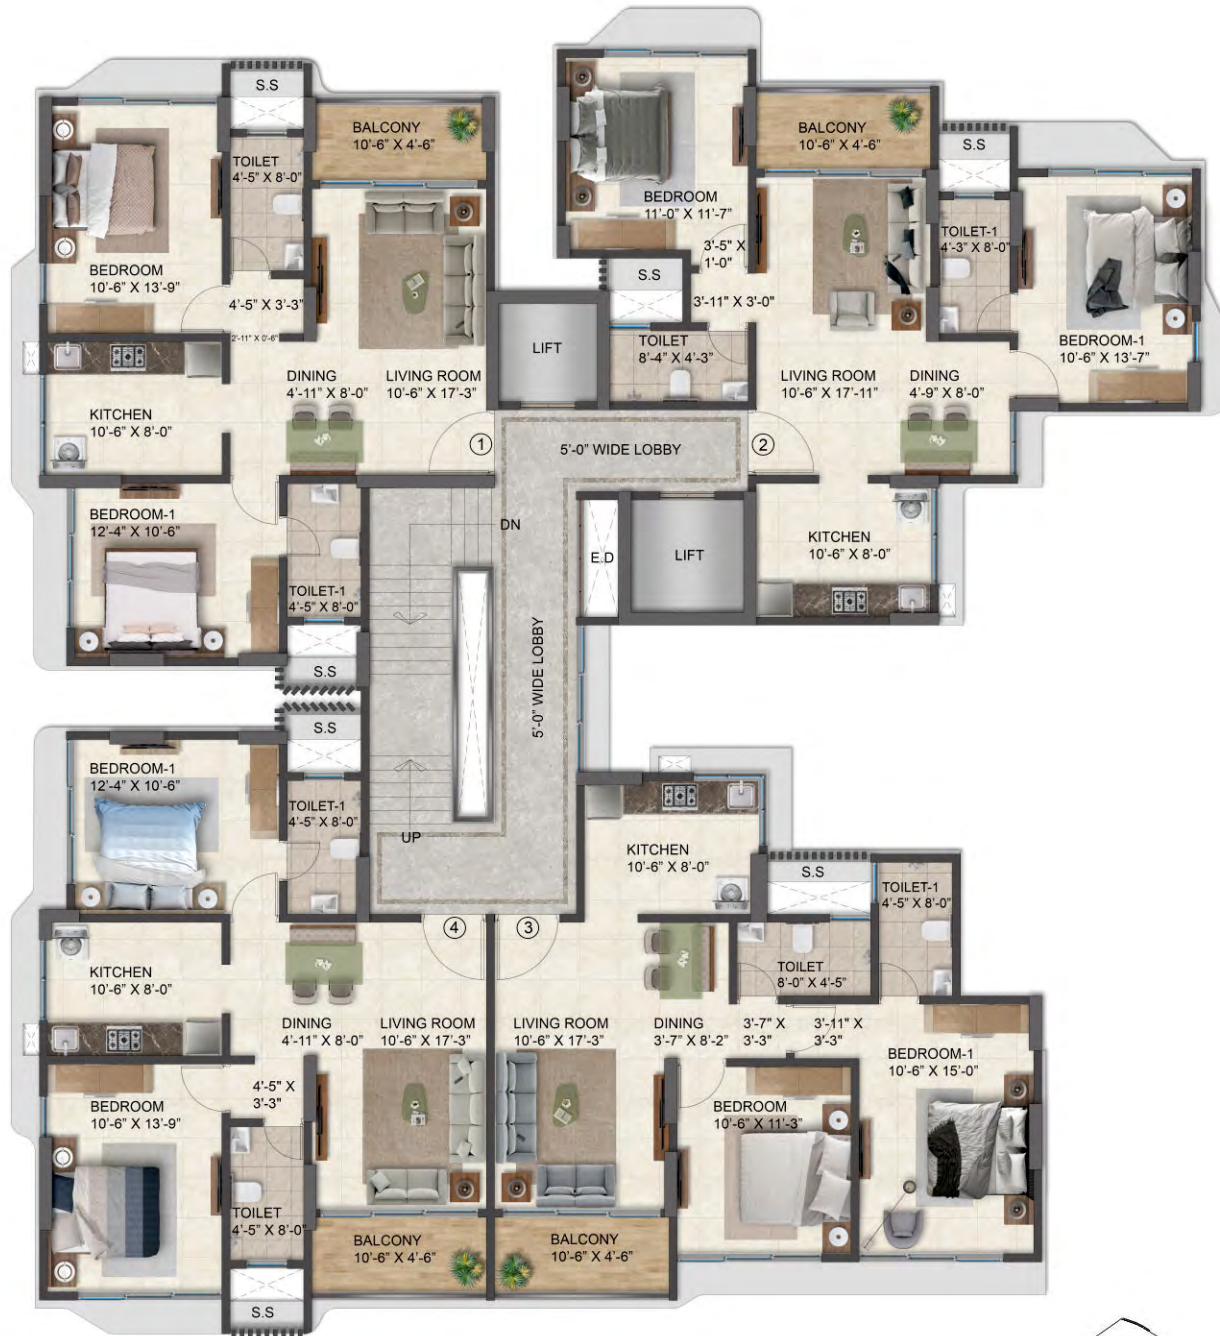 S.S
BALCONY
10'-6" X 4'-6"
TOILET
4'-5" X 8'-0"
BEDROOM
10'-6" X 13'-9"
4'-5" X 3'-3"
2'-11" X 0'-6"
DINING
4'-11" X 8'-0"
LIVING ROOM
10'-6" X 17'-3"
KITCHEN
10'-6" X 8'-0"
1
BEDROOM-1
12'-4" X 10'-6"
TOILET-1
4'-5" X 8'-0"
S.S
LIFT
BEDROOM
11'-0" X 11'-7"
3'-5" X
1'-0"
S.S
3'-11" X 3'-0"
TOILET
8'-4" X 4'-3"
BALCONY
10'-6" X 4'-6"
S.S
TOILET-1
4'-3" X 8'-0"
BEDROOM-1
10'-6" X 13'-7"
LIVING ROOM
10'-6" X 17'-11"
DINING
4'-9" X 8'-0"
2
KITCHEN
10'-6" X 8'-0"
5'-0" WIDE LOBBY
DN
E.D
LIFT
5'-0" WIDE LOBBY
UP
S.S
BEDROOM-1
12'-4" X 10'-6"
TOILET-1
4'-5" X 8'-0"
KITCHEN
10'-6" X 8'-0"
4
DINING
4'-11" X 8'-0"
LIVING ROOM
10'-6" X 17'-3"
4'-5" X
3'-3"
BEDROOM
10'-6" X 13'-9"
TOILET
4'-5" X 8'-0"
BALCONY
10'-6" X 4'-6"
S.S
KITCHEN
10'-6" X 8'-0"
S.S
TOILET-1
4'-5" X 8'-0"
3
TOILET
8'-0" X 4'-5"
LIVING ROOM
10'-6" X 17'-3"
DINING
3'-7" X 8'-2"
3'-7" X
3'-3"
3'-11" X
3'-3"
BEDROOM-1
10'-6" X 15'-0"
BEDROOM
10'-6" X 11'-3"
BALCONY
10'-6" X 4'-6"